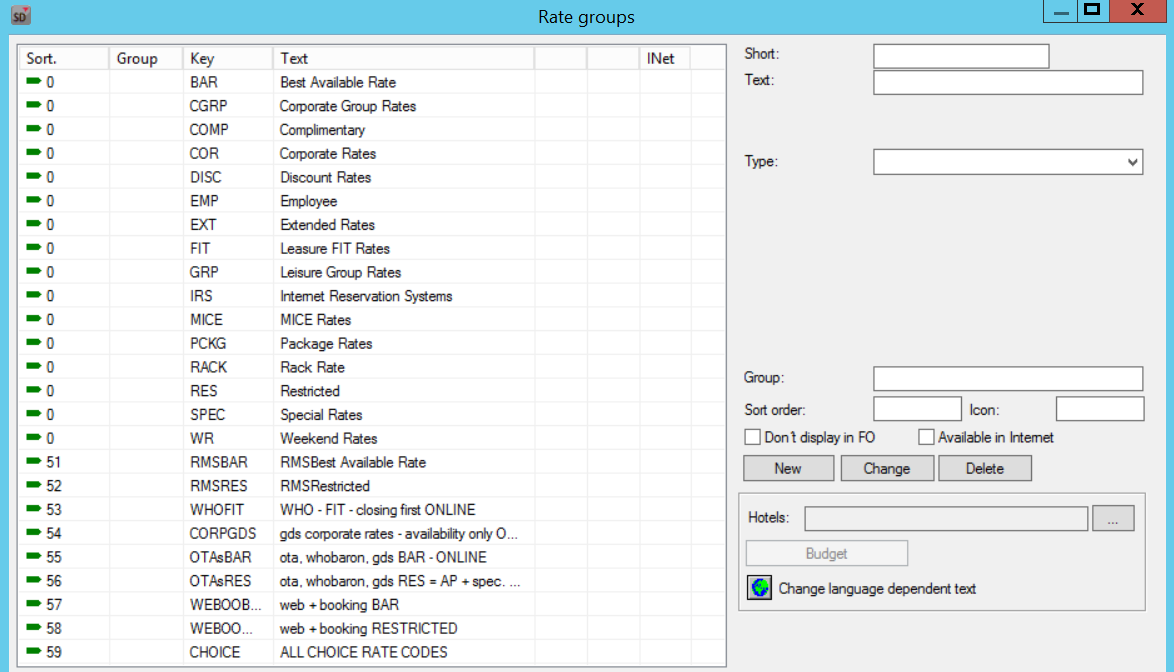 SD
Rate groups
X
Sort. Group Key Text INet
0 BAR Best Available Rate
0 CGRP Corporate Group Rates
0 COMP Complimentary
0 COR Corporate Rates
0 DISC Discount Rates
0 EMP Employee
0 EXT Extended Rates
0 FIT Leasure FIT Rates
0 GRP Leisure Group Rates
0 IRS Internet Reservation Systems
0 MICE MICE Rates
0 PCKG Package Rates
0 RACK Rack Rate
0 RES Restricted
0 SPEC Special Rates
0 WR Weekend Rates
51 RMSBAR RMSBest Available Rate
52 RMSRES RMSRestricted
53 WHOFIT WHO - FIT - closing first ONLINE
54 CORPGDS gds corporate rates - availability only O...
55 OTAsBAR ota, whobaron, gds BAR - ONLINE
56 OTAsRES ota, whobaron, gds RES = AP + spec. ...
57 WEBOOB... web + booking BAR
58 WEBOO... web + booking RESTRICTED
59 CHOICE ALL CHOICE RATE CODES
Short:
Text:
Type:
Group:
Sort order: Icon:
Don´t display in FO Available in Internet
New Change Delete
Hotels: ...
Budget
Change language dependent text